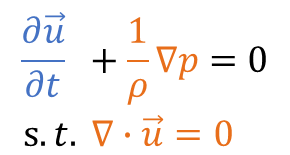 ∂u⃗/∂t + 1/ρ ∇p = 0
s.t. ∇ · u⃗ = 0